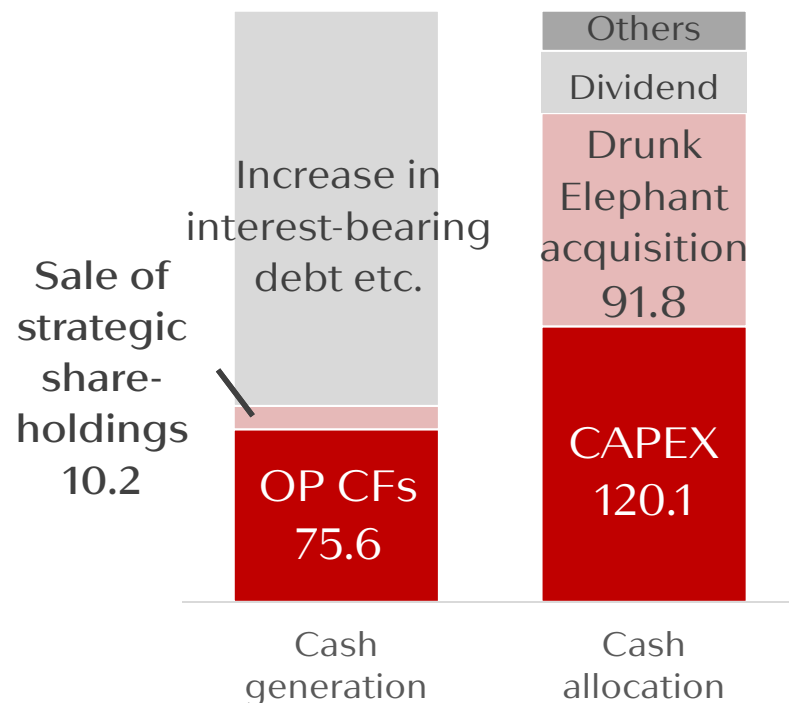 Increase in
interest-bearing
debt etc.
Sale of
strategic
share-
holdings
10.2
OP CFs
75.6
Cash
generation
Others
Dividend
Drunk
Elephant
acquisition
91.8
CAPEX
120.1
Cash
allocation